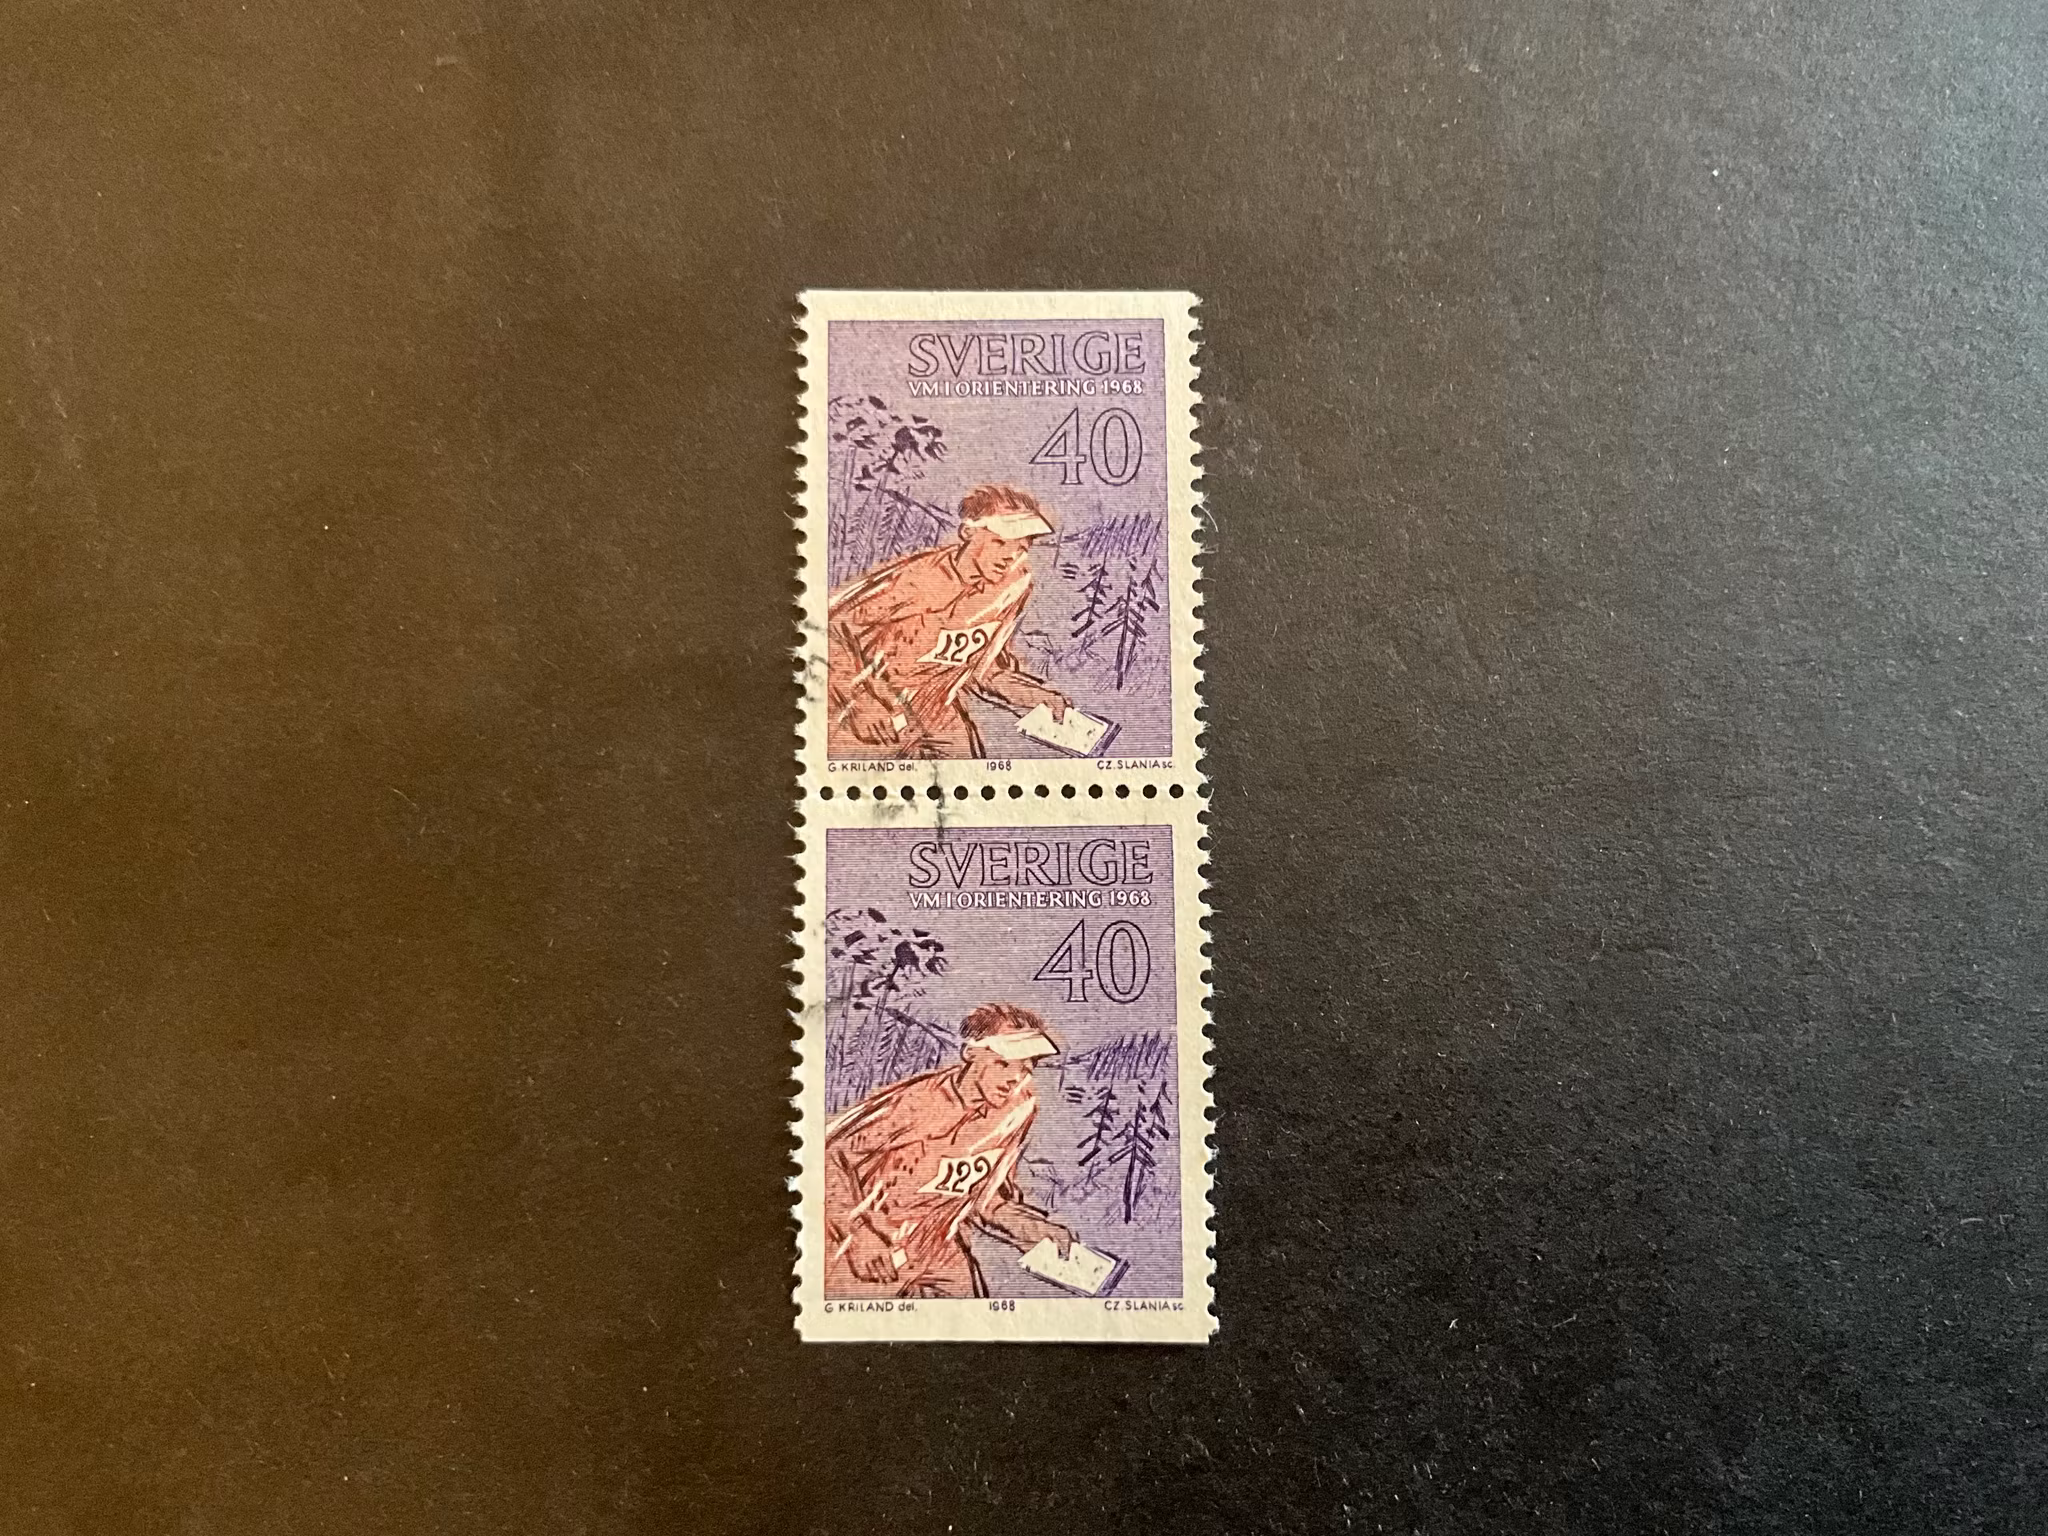 SVERIGE
VM I ORIENTERING 1968
40
122
G KRILAND del. 1968 CZ. SLANIA sc.
SVERIGE
VM I ORIENTERING 1968
40
122
G KRILAND del. 1968 CZ. SLANIA sc.